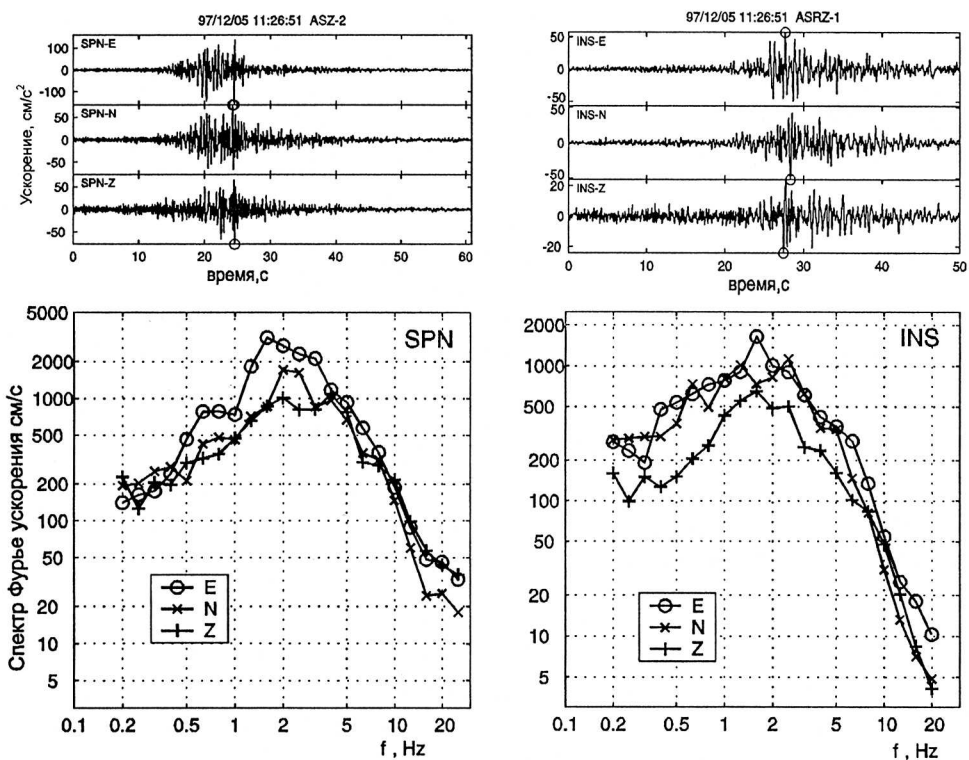 97/12/05 11:26:51 ASZ-2
SPN-E
100
0
-100
SPN-N
50
0
-50
SPN-Z
50
0
-50
Ускорение, см/с²
0 10 20 30 40 50 60
время,с
97/12/05 11:26:51 ASRZ-1
INS-E
50
0
-50
INS-N
50
0
-50
INS-Z
20
0
-20
0 10 20 30 40 50
время,с
SPN
5000
2000
1000
500
200
100
50
20
10
5
Спектр Фурье ускорения см/с
E
N
Z
0.1 0.2 0.5 1 2 5 10 20
f , Hz
INS
2000
1000
500
200
100
50
20
10
5
E
N
Z
0.1 0.2 0.5 1 2 5 10 20
f , Hz